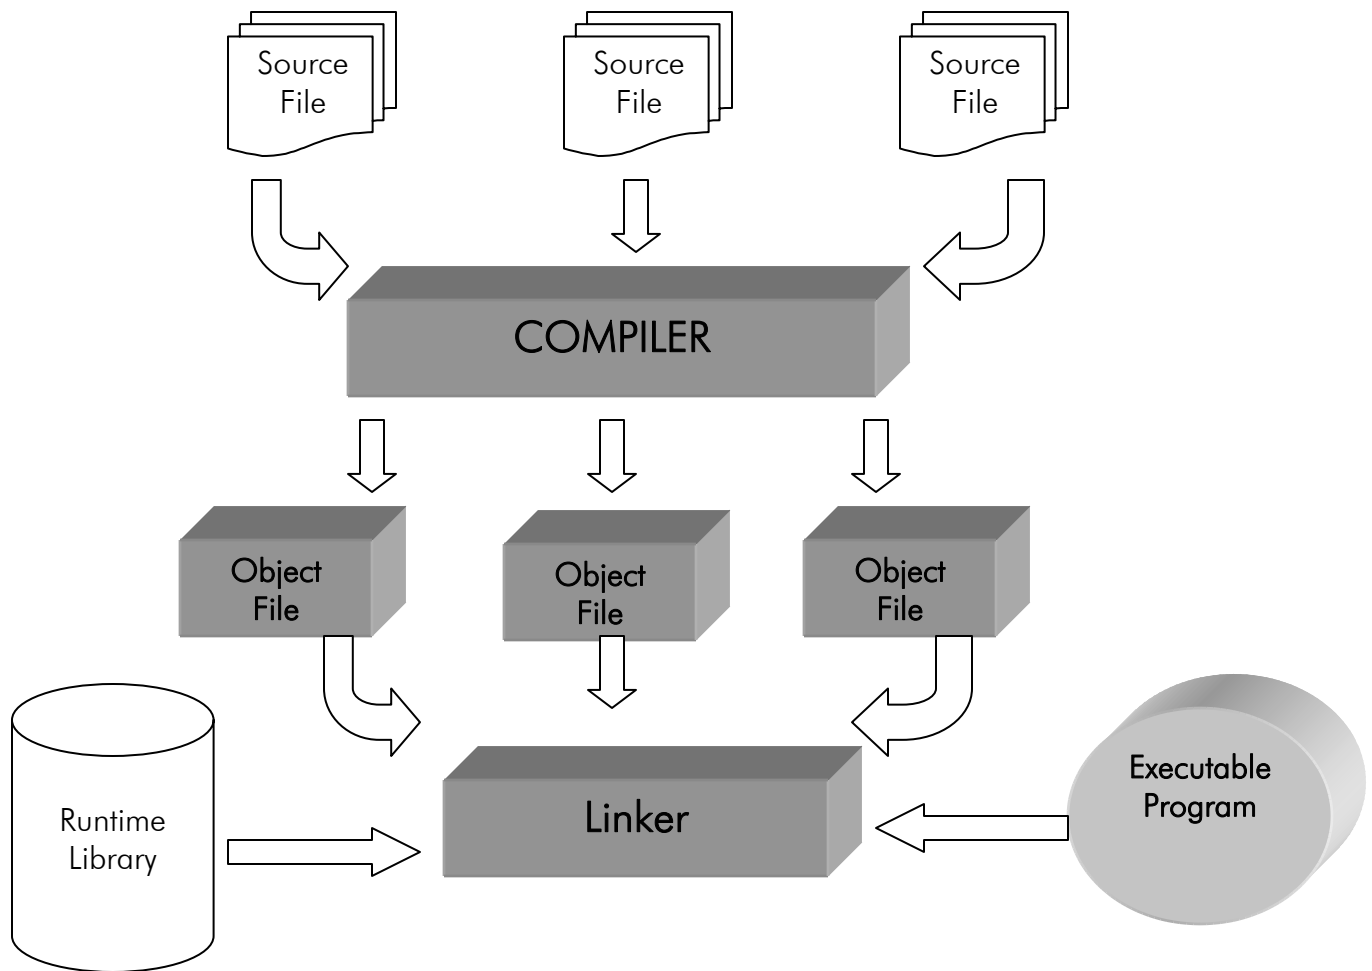 Source
File
Source
File
Source
File
COMPILER
Object
File
Object
File
Object
File
Runtime
Library
Linker
Executable
Program